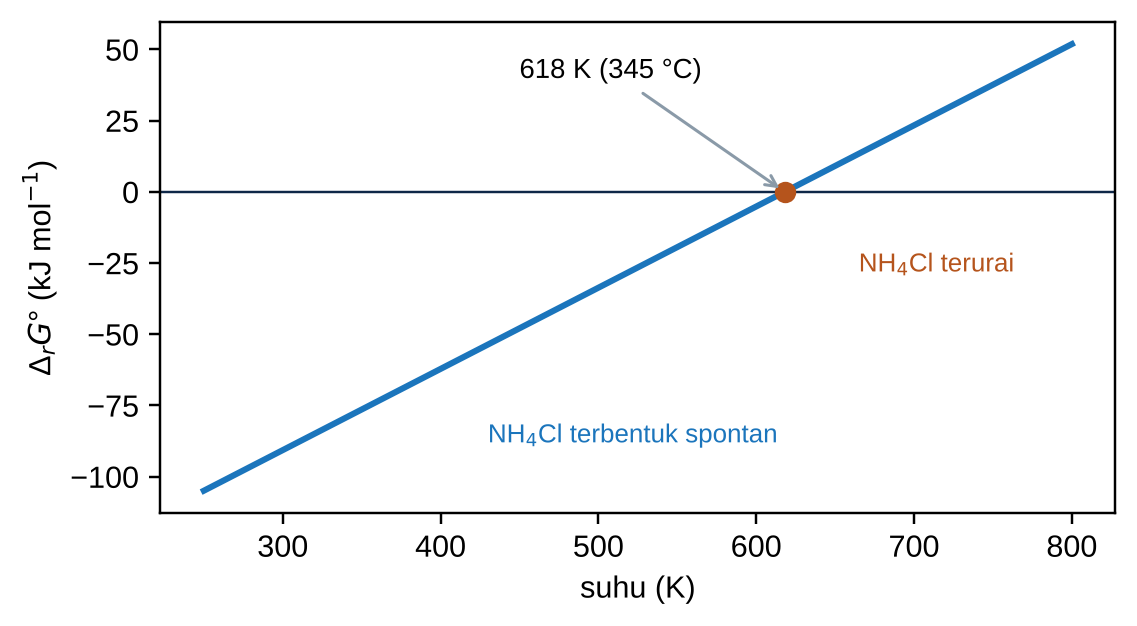 50
25
0
−25
−50
−75
−100
ΔᵣG° (kJ mol⁻¹)
618 K (345 °C)
NH₄Cl terurai
NH₄Cl terbentuk spontan
300 400 500 600 700 800
suhu (K)